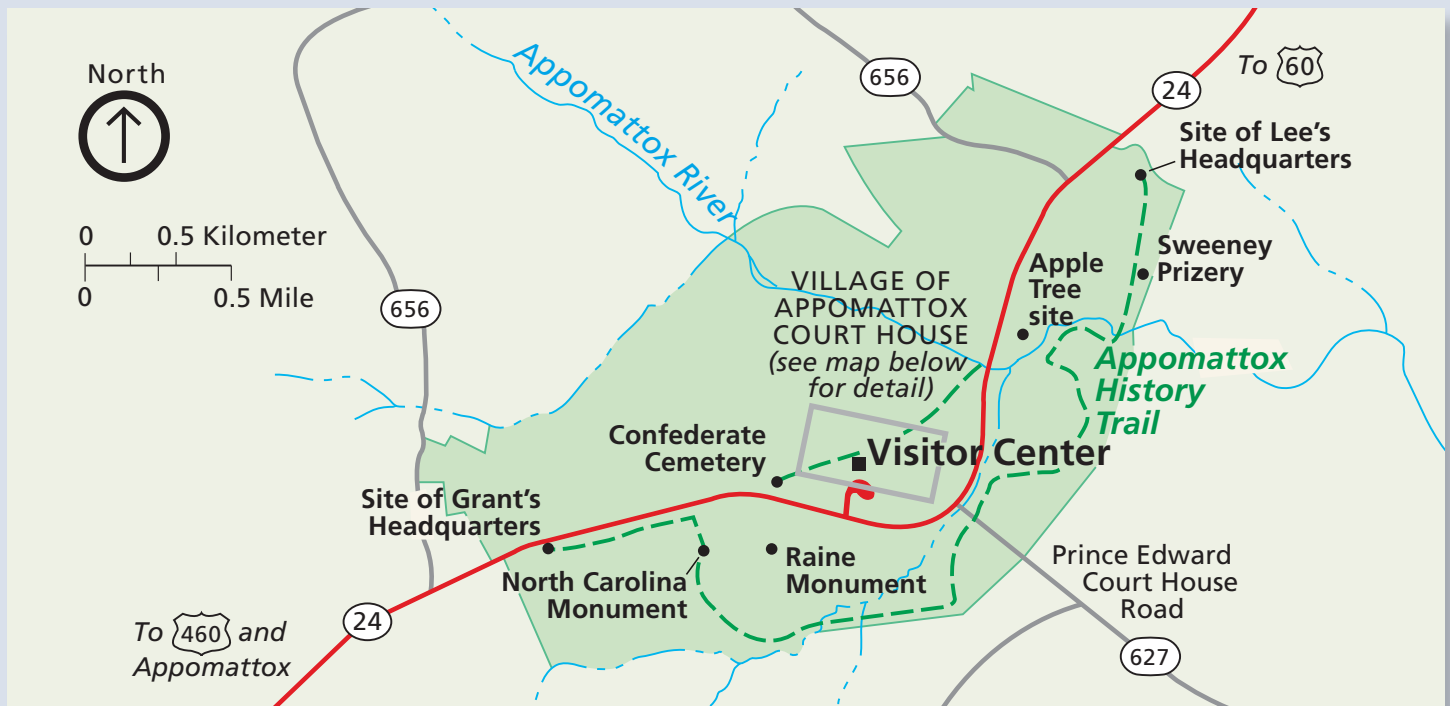 North
0
0.5 Kilometer
0
0.5 Mile
Appomattox River
656
24
To 60
Site of Lee's
Headquarters
656
VILLAGE OF
APPOMATTOX
COURT HOUSE
(see map below
for detail)
Apple
Tree
site
Sweeney
Prizery
Appomattox
History
Trail
Confederate
Cemetery
Visitor Center
Site of Grant's
Headquarters
North Carolina
Monument
Raine
Monument
Prince Edward
Court House
Road
24
To 460 and
Appomattox
627